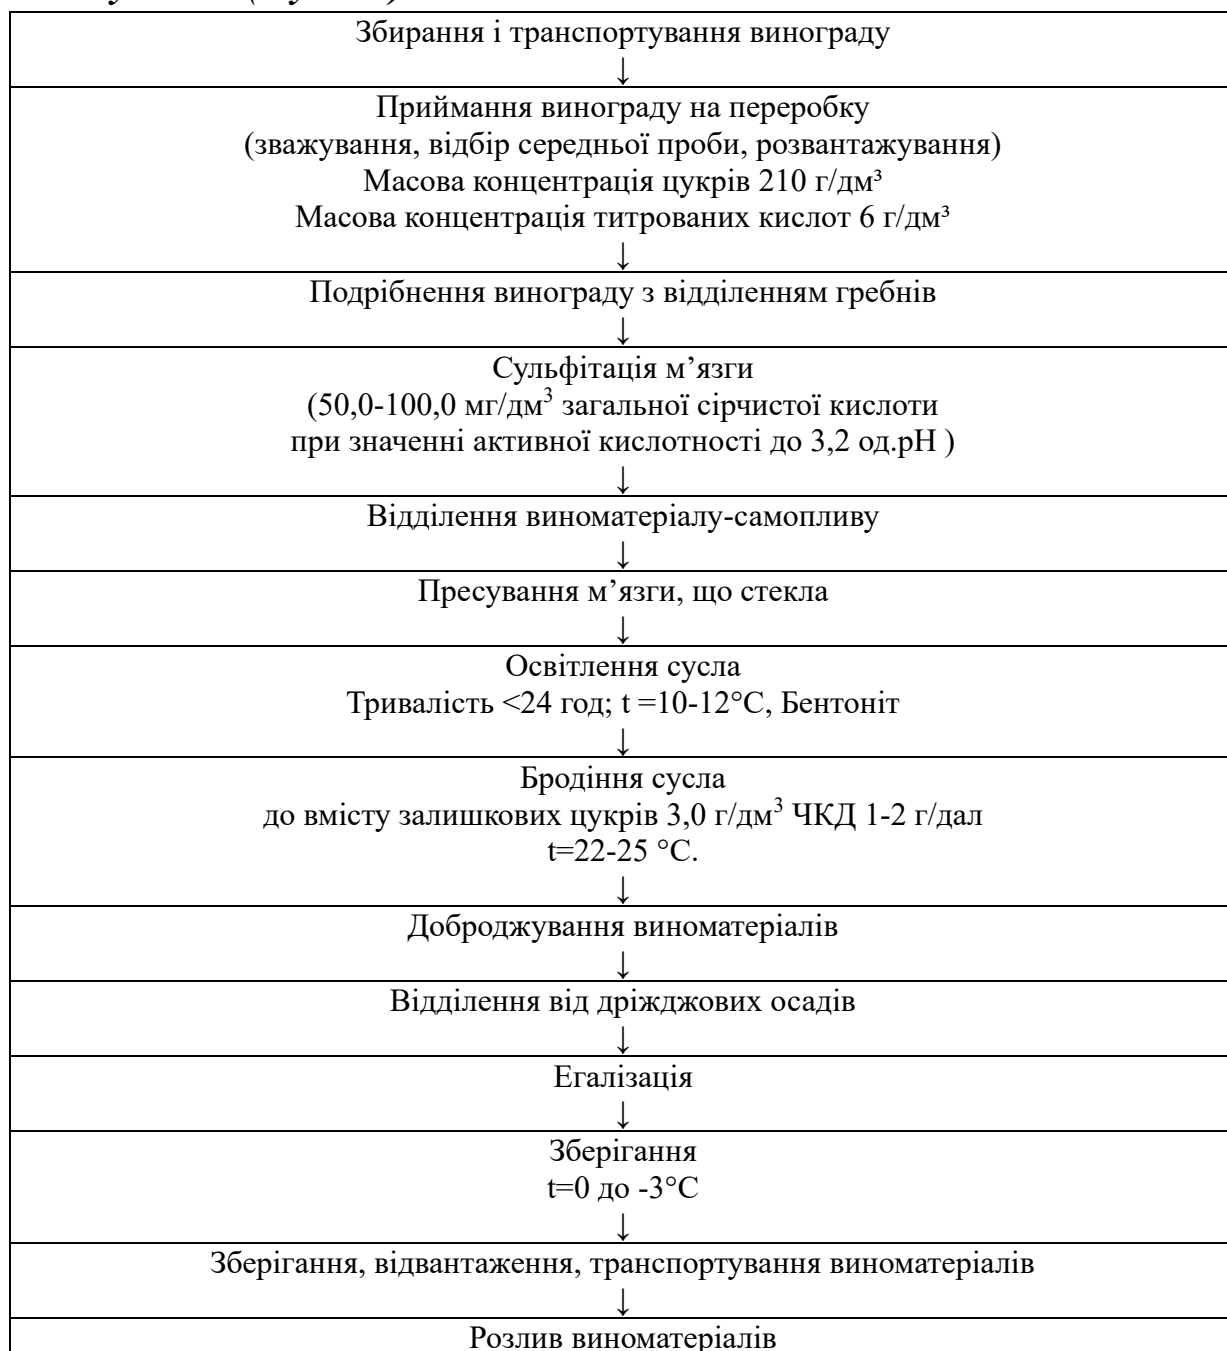 Збирання і транспортування винограду
↓
Приймання винограду на переробку
(зважування, відбір середньої проби, розвантажування)
Масова концентрація цукрів 210 г/дм³
Масова концентрація титрованих кислот 6 г/дм³
↓
Подрібнення винограду з відділенням гребнів
↓
Сульфітація м’язги
(50,0-100,0 мг/дм³ загальної сірчистої кислоти
при значенні активної кислотності до 3,2 од.рН )
↓
Відділення виноматеріалу-самопливу
↓
Пресування м’язги, що стекла
↓
Освітлення сусла
Тривалість <24 год; t =10-12°С, Бентоніт
↓
Бродіння сусла
до вмісту залишкових цукрів 3,0 г/дм³ ЧКД 1-2 г/дал
t=22-25 °С.
↓
Доброджування виноматеріалів
↓
Відділення від дріжджових осадів
↓
Егалізація
↓
Зберігання
t=0 до -3°С
↓
Зберігання, відвантаження, транспортування виноматеріалів
↓
Розлив виноматеріалів